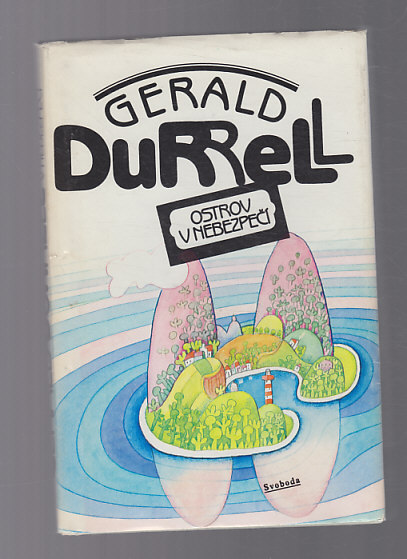 GERALD
DURRELL
OSTROV
V NEBEZPEČÍ
Svoboda